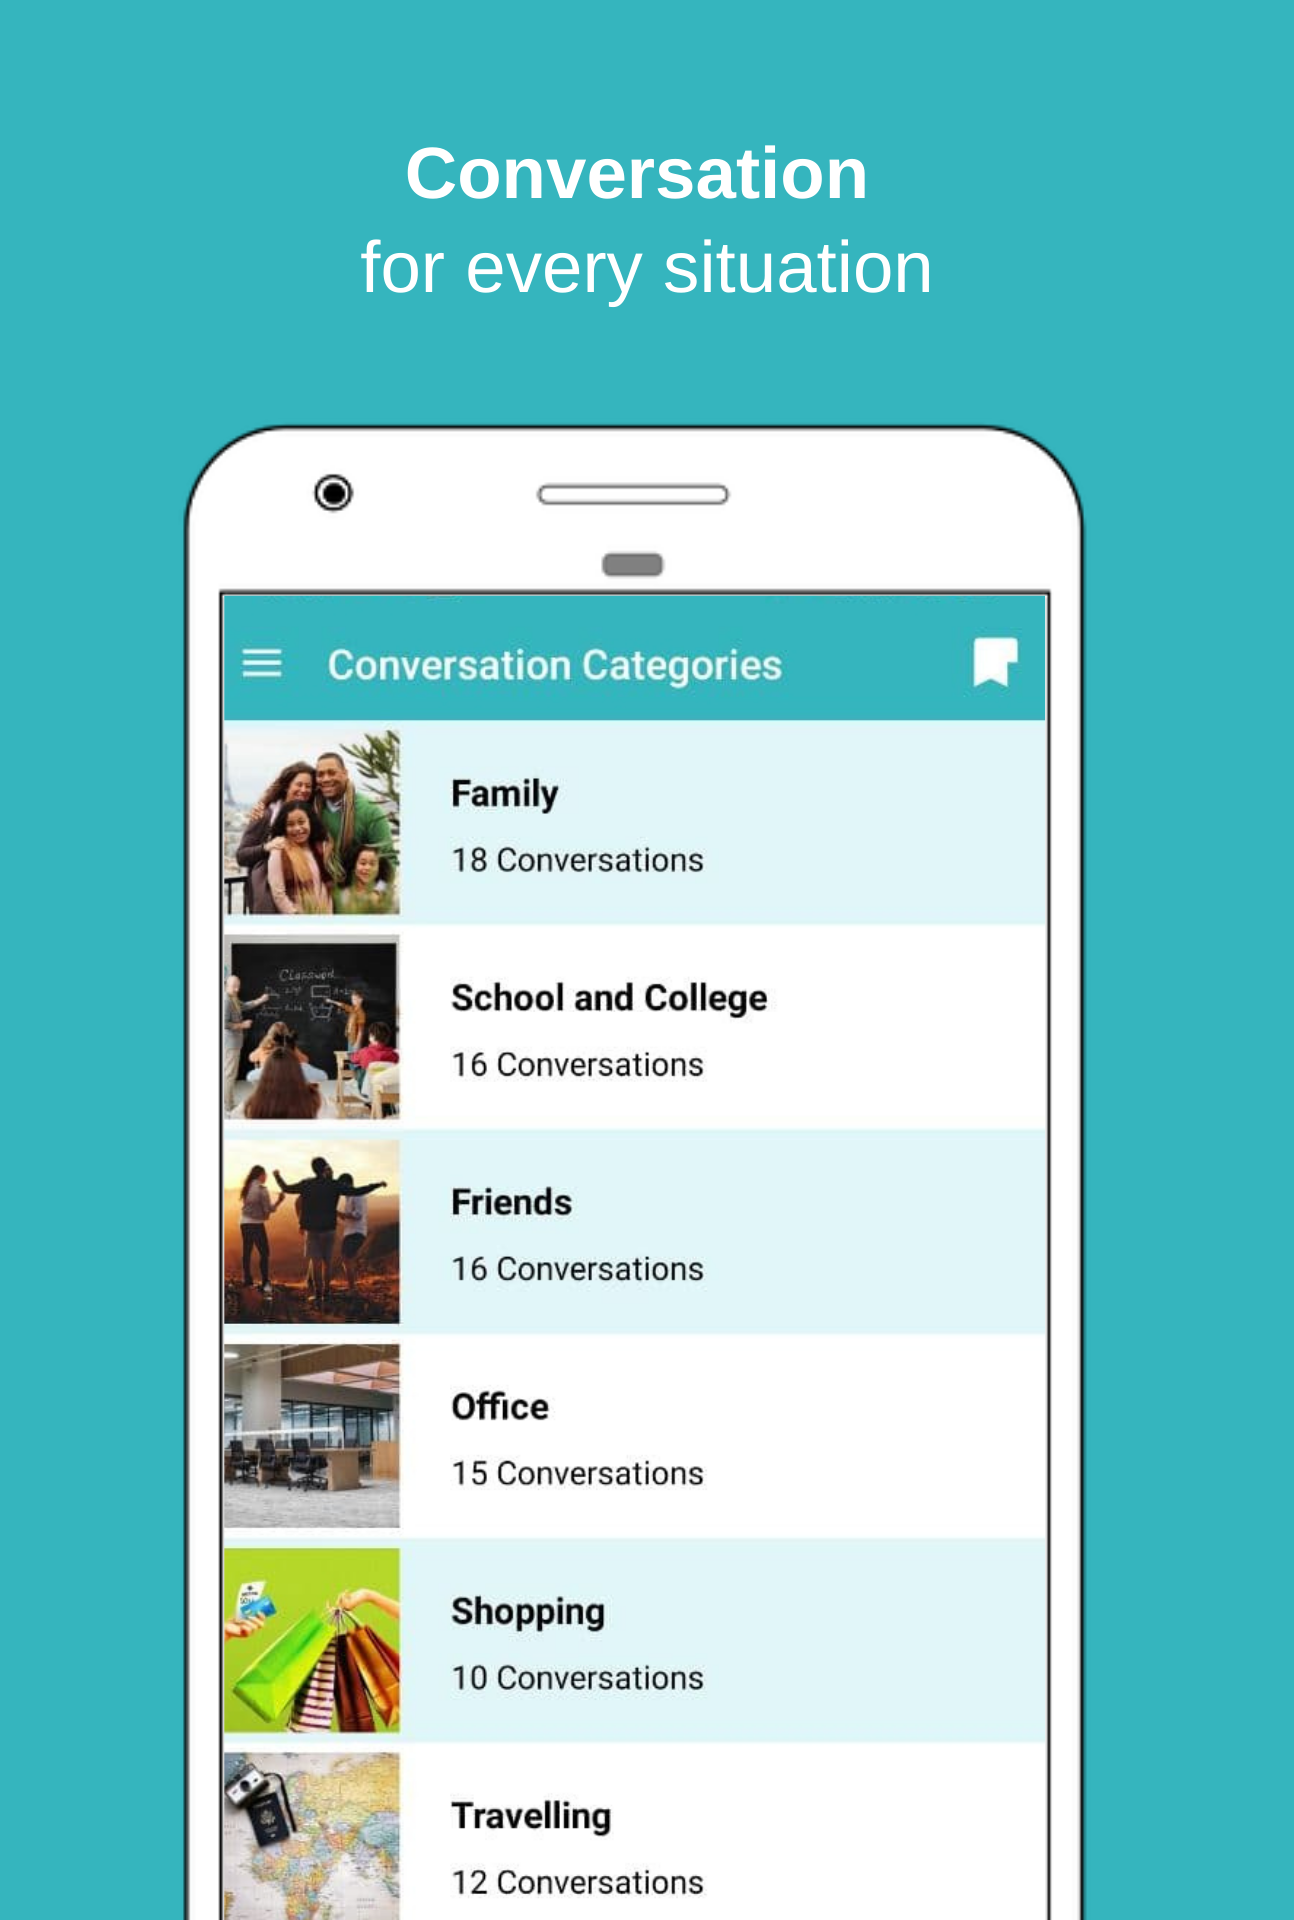 Conversation
for every situation
Conversation Categories
Family
18 Conversations
School and College
16 Conversations
Friends
16 Conversations
Office
15 Conversations
Shopping
10 Conversations
Travelling
12 Conversations